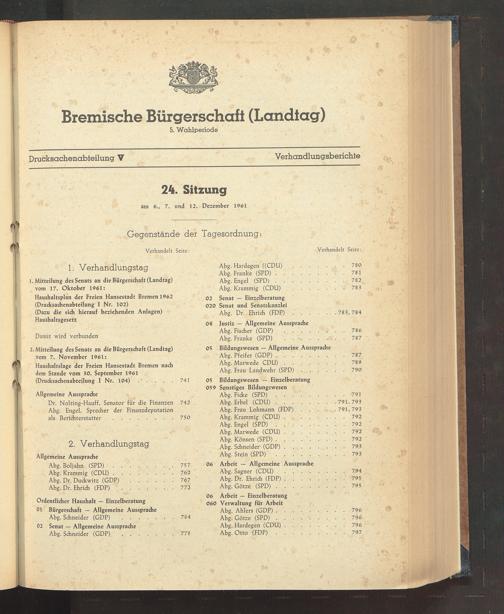 Bremische Bürgerschaft (Landtag)
5. Wahlperiode
Drucksachenabteilung V
Verhandlungsberichte
24. Sitzung
am 6., 7. und 12. Dezember 1961
Gegenstände der Tagesordnung:
Verhandelt Seite:
1. Verhandlungstag
1. Mitteilung des Senats an die Bürgerschaft (Landtag)
vom 17. Oktober 1961:
Haushaltsplan der Freien Hansestadt Bremen 1962
(Drucksachenabteilung I Nr. 102)
(Dazu die sich hierauf beziehenden Anlagen)
Haushaltsgesetz
Damit wird verbunden
2. Mitteilung des Senats an die Bürgerschaft (Landtag)
vom 7. November 1961:
Haushaltslage der Freien Hansestadt Bremen nach
dem Stande vom 30. September 1961
(Drucksachenabteilung I Nr. 104) . . . . . . 741
Allgemeine Aussprache
Dr. Nolting-Hauff, Senator für die Finanzen 742
Abg. Engel, Sprecher der Finanzdeputation
als Berichterstatter . . . . . . 750
2. Verhandlungstag
Allgemeine Aussprache
Abg. Boljahn (SPD) . . . . . . 757
Abg. Krammig (CDU) . . . . . . 762
Abg. Dr. Duckwitz (GDP) . . . . . . 767
Abg. Dr. Ehrich (FDP) . . . . . . 773
Ordentlicher Haushalt — Einzelberatung
01 Bürgerschaft — Allgemeine Aussprache
Abg. Schneider (GDP) . . . . . .
02 Senat — Allgemeine Aussprache
Abg. Schneider (GDP) . . . . . .
Verhandelt Seite:
Abg. Hardegen (CDU) . . . . . . 780
Abg. Franke (SPD) . . . . . . 781
Abg. Engel (SPD) . . . . . . 782
Abg. Krammig (CDU) . . . . . . 783
02 Senat — Einzelberatung
020 Senat und Senatskanzlei
Abg. Dr. Ehrich (FDP) . . . . . . 783, 784
04 Justiz — Allgemeine Aussprache
Abg. Fischer (GDP) . . . . . . 786
Abg. Franke (SPD) . . . . . . 787
05 Bildungswesen — Allgemeine Aussprache
Abg. Pfeifer (GDP) . . . . . . 787
Abg. Marwede (CDU) . . . . . . 789
Abg. Frau Landwehr (SPD) . . . . . . 790
05 Bildungswesen — Einzelberatung
059 Sonstiges Bildungswesen
Abg. Ficke (SPD) . . . . . . 791
Abg. Erbel (CDU) . . . . . . 791, 793
Abg. Frau Lohmann (FDP) . . . . . . 791, 793
Abg. Krammig (CDU) . . . . . . 792
Abg. Engel (SPD) . . . . . . 792
Abg. Marwede (CDU) . . . . . . 792
Abg. Könsen (SPD) . . . . . . 792
Abg. Schneider (GDP) . . . . . . 793
Abg. Stein (SPD) . . . . . . 793
06 Arbeit — Allgemeine Aussprache
Abg. Sagner (CDU) . . . . . . 794
Abg. Dr. Ehrich (FDP) . . . . . . 795
Abg. Götze (SPD) . . . . . . 795
06 Arbeit — Einzelberatung
060 Verwaltung für Arbeit
Abg. Ahlers (GDP) . . . . . . 796
Abg. Götze (SPD) . . . . . . 796
Abg. Hardegen (CDU) . . . . . . 796
Abg. Otto (FDP) . . . . . . 797